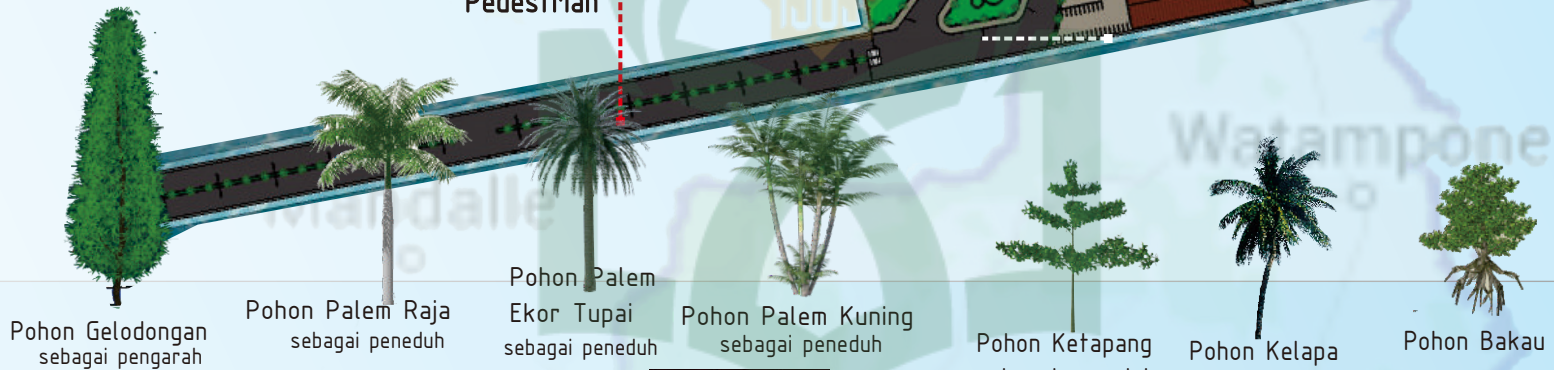 Pedestrian
Watampone
Mandalle
Pohon Gelodongan
sebagai pengarah
Pohon Palem Raja
sebagai peneduh
Pohon Palem
Ekor Tupai
sebagai peneduh
Pohon Palem Kuning
sebagai peneduh
Pohon Ketapang
Pohon Kelapa
Pohon Bakau